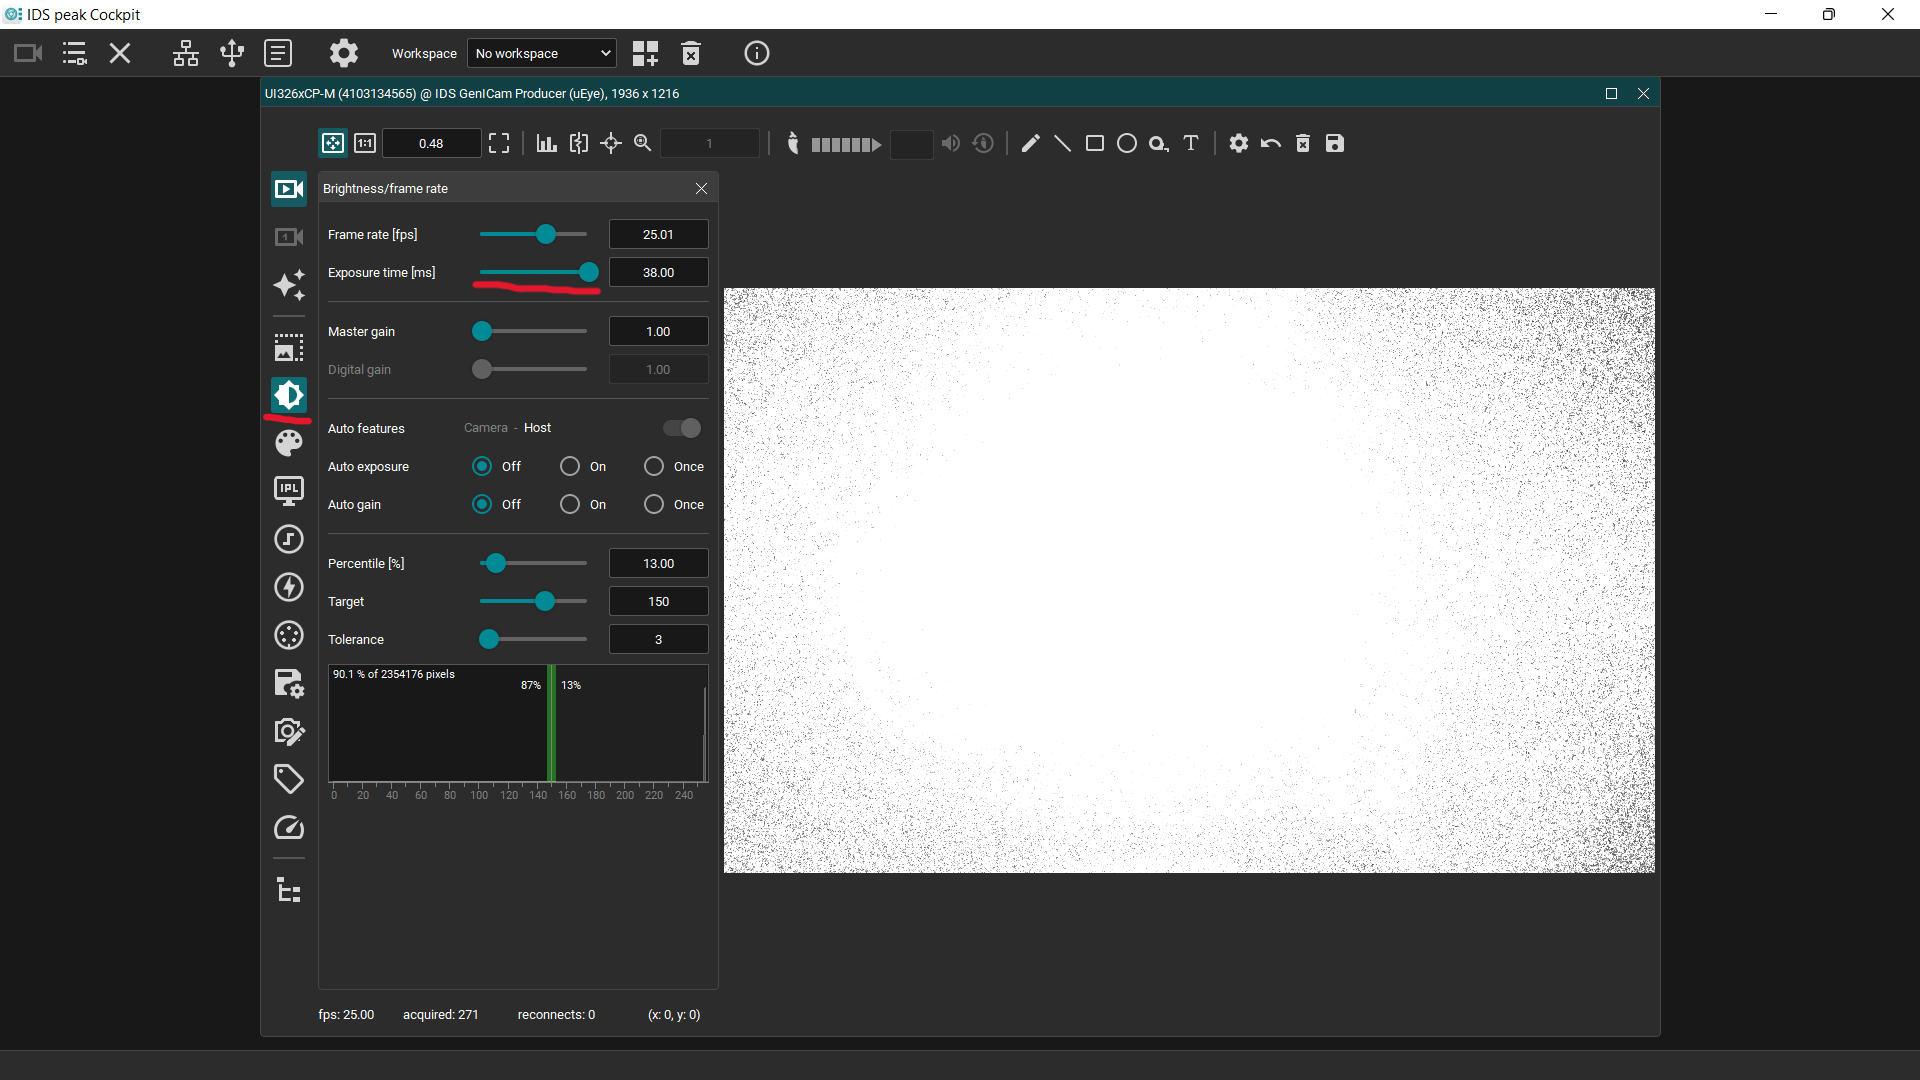 IDS peak Cockpit
Workspace No workspace
UI326xCP-M (4103134565) @ IDS GenICam Producer (uEye), 1936 x 1216
1:1 0.48 1 T
Brightness/frame rate
1
Frame rate [fps] 25.01
Exposure time [ms] 38.00
Master gain 1.00
Digital gain 1.00
Auto features Camera - Host
Auto exposure Off On Once
Auto gain Off On Once
IPL
Percentile [%] 13.00
Target 150
Tolerance 3
90.1 % of 2354176 pixels
87% 13%
0 20 40 60 80 100 120 140 160 180 200 220 240
fps: 25.00 acquired: 271 reconnects: 0 (x: 0, y: 0)